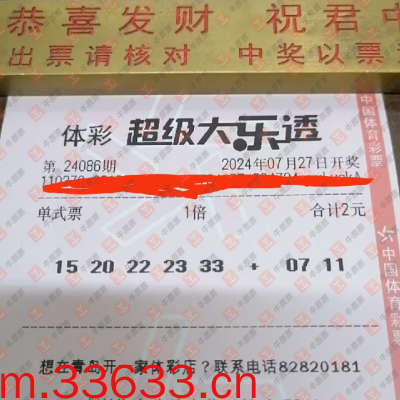 恭喜发财 祝君中
出票请核对 中奖以票
体彩 超级大乐透
第 24086期 2024年07月27日开奖
单式票 1倍 合计2元
15 20 22 23 33 + 07 11
想在青岛开一家体彩店？联系电话82820181
m.33633.cn
中国体育彩票
中国体育彩票